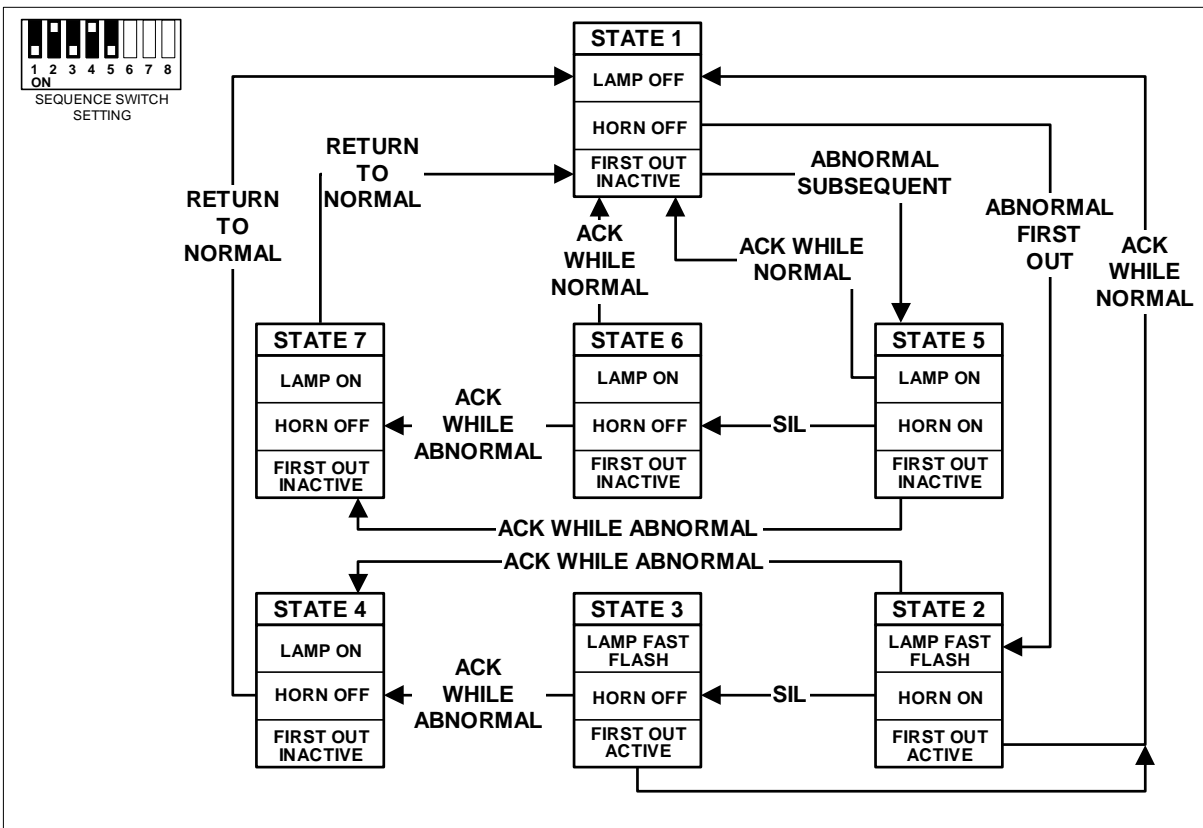 1 2 3 4 5 6 7 8
ON
SEQUENCE SWITCH
SETTING
STATE 1
LAMP OFF
HORN OFF
FIRST OUT
INACTIVE
RETURN
TO
NORMAL
RETURN
TO
NORMAL
ABNORMAL
SUBSEQUENT
ABNORMAL
FIRST
OUT
ACK
WHILE
NORMAL
ACK
WHILE
NORMAL
ACK WHILE
NORMAL
STATE 7
LAMP ON
HORN OFF
FIRST OUT
INACTIVE
ACK
WHILE
ABNORMAL
STATE 6
LAMP ON
HORN OFF
FIRST OUT
INACTIVE
SIL
STATE 5
LAMP ON
HORN ON
FIRST OUT
INACTIVE
ACK WHILE ABNORMAL
ACK WHILE ABNORMAL
STATE 4
LAMP ON
HORN OFF
FIRST OUT
INACTIVE
ACK
WHILE
ABNORMAL
STATE 3
LAMP FAST
FLASH
HORN OFF
FIRST OUT
ACTIVE
SIL
STATE 2
LAMP FAST
FLASH
HORN ON
FIRST OUT
ACTIVE